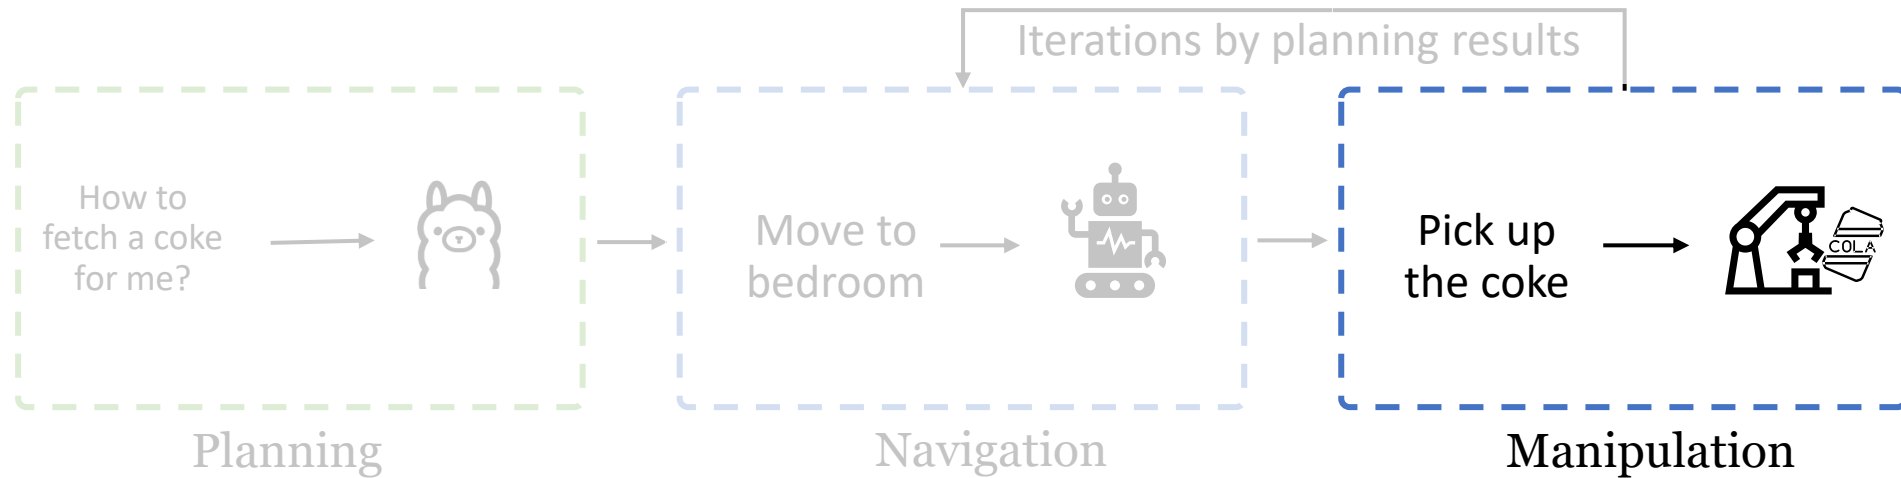 Iterations by planning results
How to
fetch a coke
for me?
Move to
bedroom
Pick up
the coke
COLA
Planning
Navigation
Manipulation